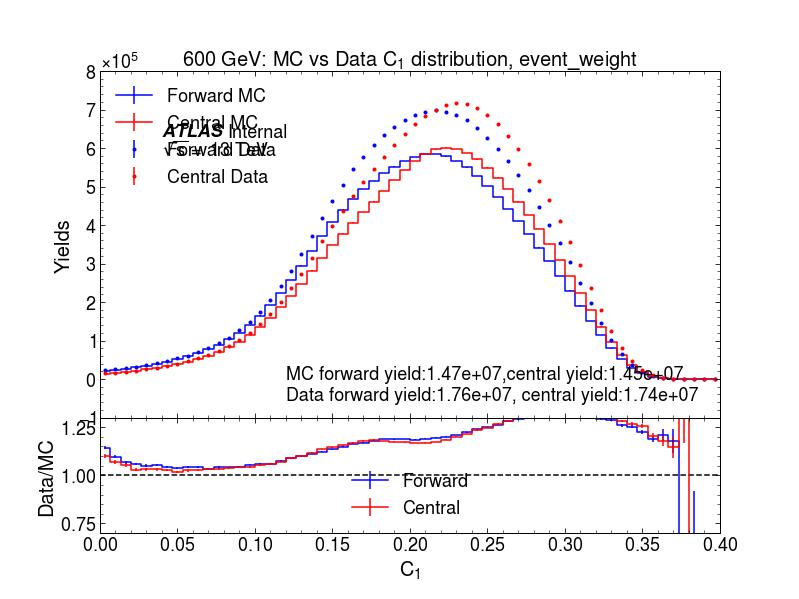 600 GeV: MC vs Data C₁ distribution, event_weight
×10⁵
8
7
6
5
4
3
2
1
0
−1
Yields
Forward MC
Central MC
ATLAS Internal
√s = 13 TeV
Forward Data
Central Data
MC forward yield:1.47e+07,central yield:1.45e+07
Data forward yield:1.76e+07, central yield:1.74e+07
1.25
1.00
0.75
Data/MC
Forward
Central
0.00 0.05 0.10 0.15 0.20 0.25 0.30 0.35 0.40
C₁